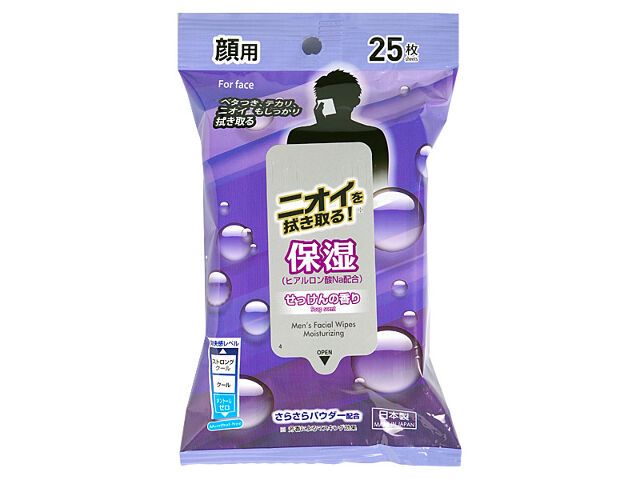 顔用
25枚
sheets
For face
ベタつき、テカリ、
ニオイ もしっかり
拭き取る
ニオイを
拭き取る!
保湿
(ヒアルロン酸Na配合)
せっけんの香り
Soap scent
Men's Facial Wipes
Moisturizing
4
OPEN
爽快感レベル
ストロング
クール
クール
メントール
ゼロ
さらさらパウダー配合
日本製
MADE IN JAPAN